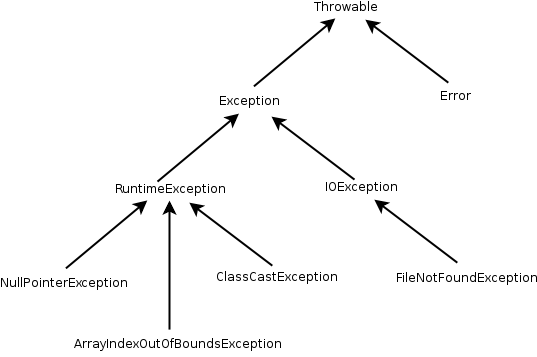 Throwable
Exception
Error
RuntimeException
IOException
NullPointerException
ClassCastException
FileNotFoundException
ArrayIndexOutOfBoundsException